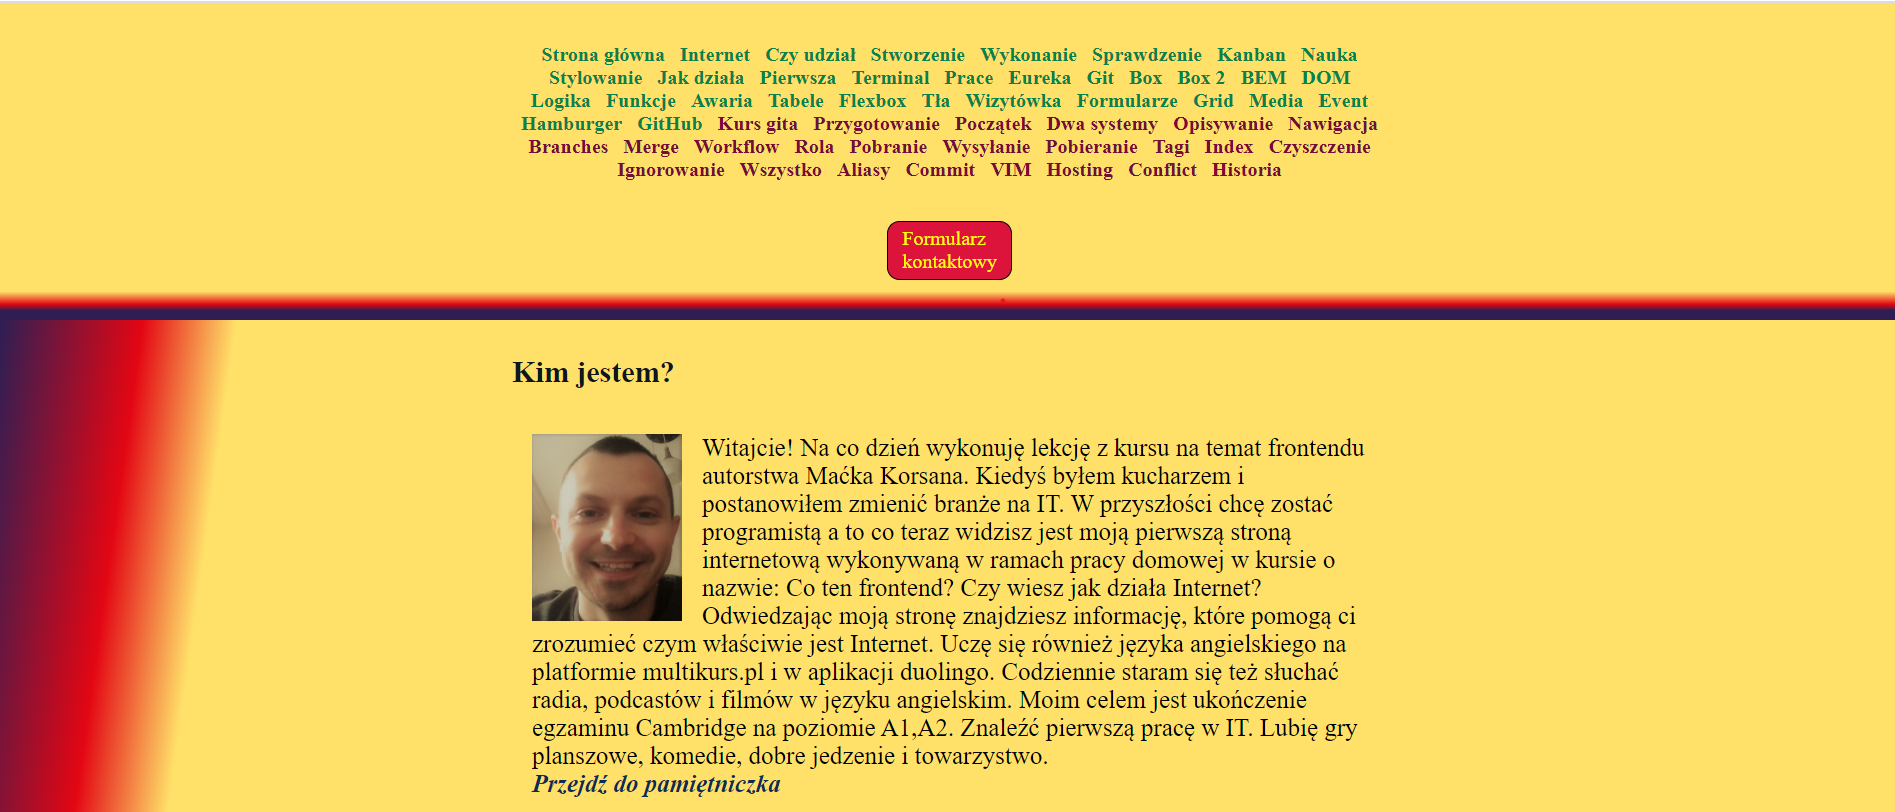 Strona główna Internet Czy udział Stworzenie Wykonanie Sprawdzenie Kanban Nauka
Stylowanie Jak działa Pierwsza Terminal Prace Eureka Git Box Box 2 BEM DOM
Logika Funkcje Awaria Tabele Flexbox Tła Wizytówka Formularze Grid Media Event
Hamburger GitHub Kurs gita Przygotowanie Początek Dwa systemy Opisywanie Nawigacja
Branches Merge Workflow Rola Pobranie Wysyłanie Pobieranie Tagi Index Czyszczenie
Ignorowanie Wszystko Aliasy Commit VIM Hosting Conflict Historia
Formularz
kontaktowy
Kim jestem?
Witajcie! Na co dzień wykonuję lekcję z kursu na temat frontendu
autorstwa Maćka Korsana. Kiedyś byłem kucharzem i
postanowiłem zmienić branże na IT. W przyszłości chcę zostać
programistą a to co teraz widzisz jest moją pierwszą stroną
internetową wykonywaną w ramach pracy domowej w kursie o
nazwie: Co ten frontend? Czy wiesz jak działa Internet?
Odwiedzając moją stronę znajdziesz informację, które pomogą ci
zrozumieć czym właściwie jest Internet. Uczę się również języka angielskiego na
platformie multikurs.pl i w aplikacji duolingo. Codziennie staram się też słuchać
radia, podcastów i filmów w języku angielskim. Moim celem jest ukończenie
egzaminu Cambridge na poziomie A1,A2. Znaleźć pierwszą pracę w IT. Lubię gry
planszowe, komedie, dobre jedzenie i towarzystwo.
Przejdź do pamiętniczka